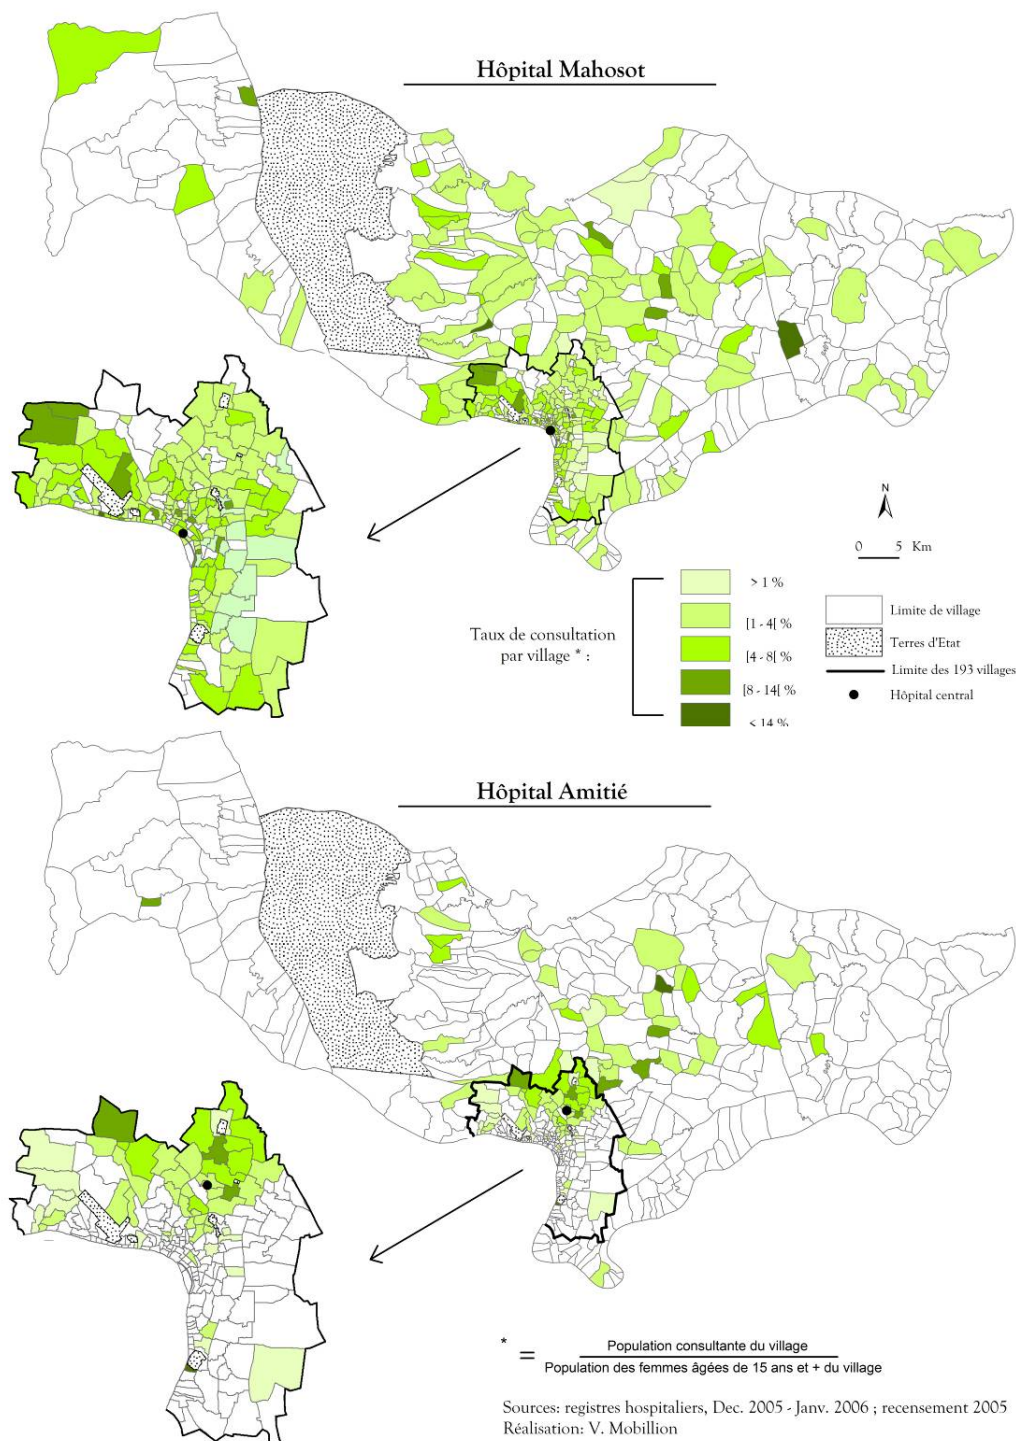 Hôpital Mahosot
N
0 5 Km
Taux de consultation
par village * :
> 1 %
[1 - 4[ %
[4 - 8[ %
[8 - 14[ %
< 14 %
Limite de village
Terres d'Etat
Limite des 193 villages
Hôpital central
Hôpital Amitié
* = Population consultante du village
Population des femmes âgées de 15 ans et + du village
Sources: registres hospitaliers, Dec. 2005 - Janv. 2006 ; recensement 2005
Réalisation: V. Mobillion